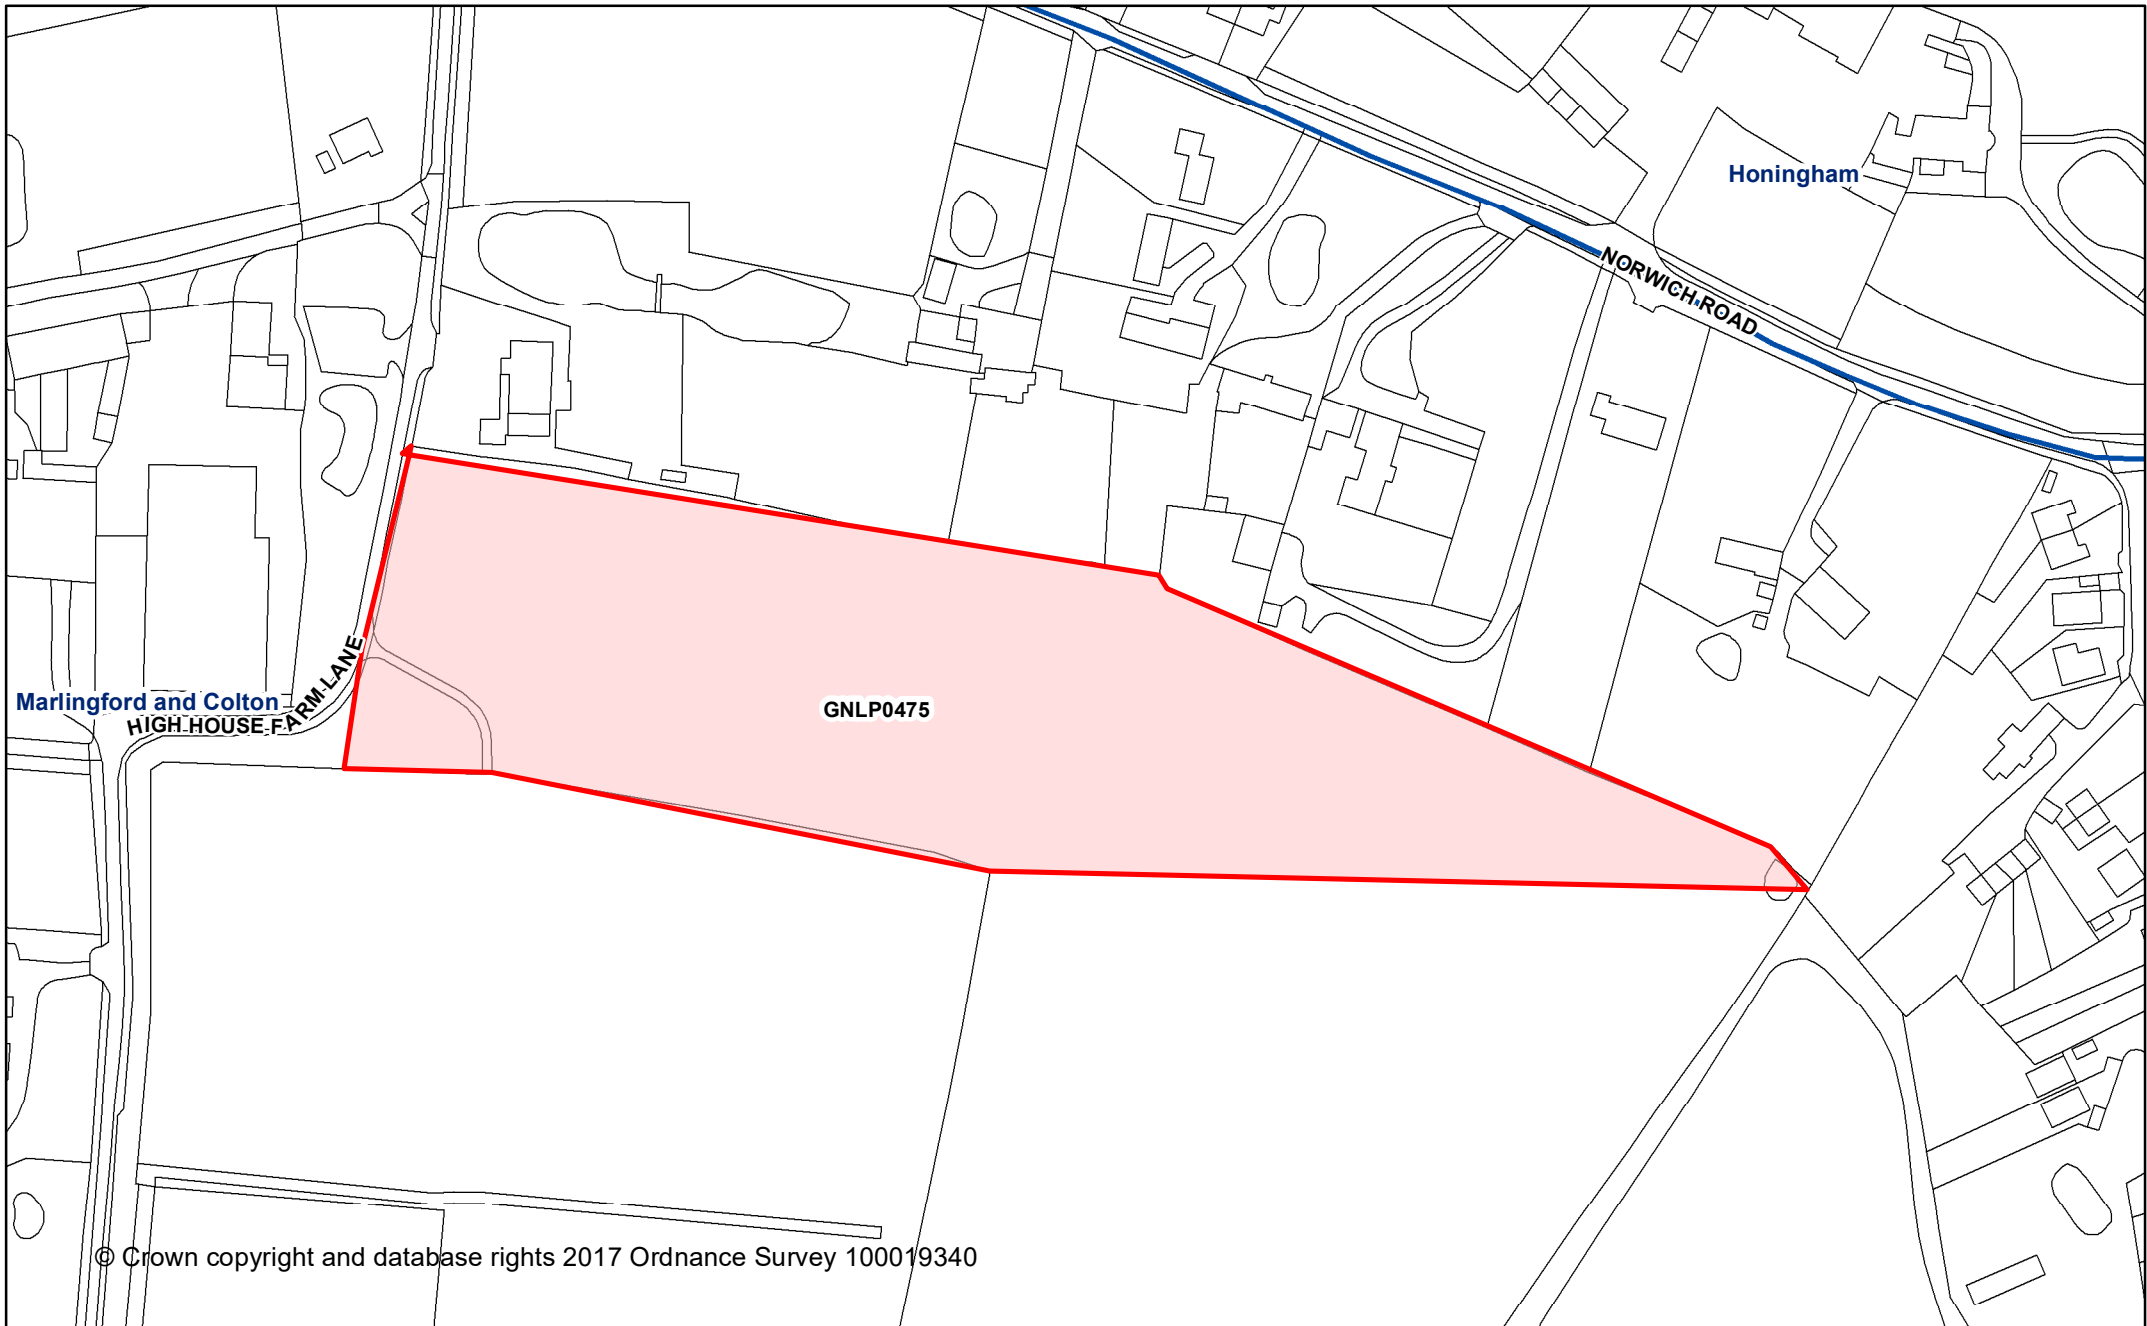 Honingham
NORWICH ROAD
Marlingford and Colton
HIGH HOUSE FARM LANE
GNLP0475
© Crown copyright and database rights 2017 Ordnance Survey 100019340